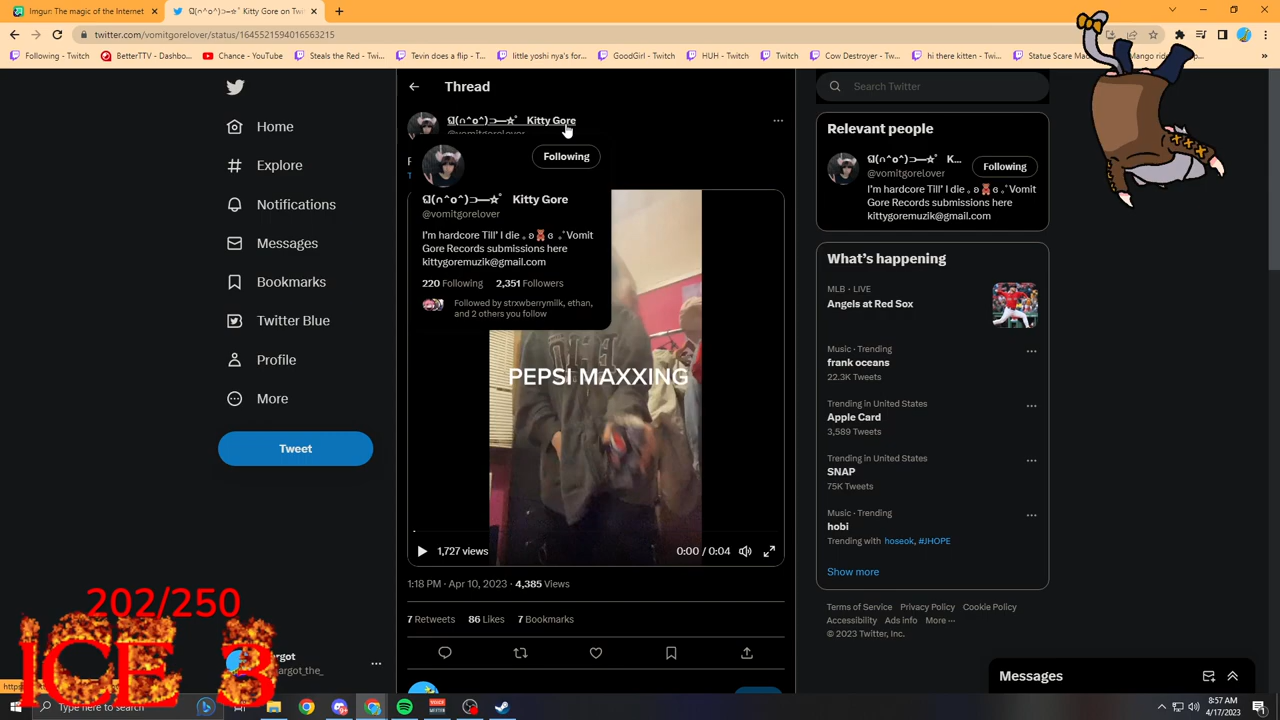 Imgur: The magic of the Internet
Kitty Gore on Twi
twitter.com/vomitgorelover/status/1645521594016563215
Following - Twitch
BetterTTV - Dashbo...
Chance - YouTube
Steals the Red - Twi...
Tevin does a flip - T...
little yoshi nya's for...
GoodGirl - Twitch
HUH - Twitch
Twitch
Cow Destroyer - Tw...
hi there kitten - Twi...
Statue Scare Ma
Mango ride
Home
Explore
Notifications
Messages
Bookmarks
Twitter Blue
Profile
More
Tweet
Thread
Kitty Gore
@vomitgorelover
Following
Kitty Gore
@vomitgorelover
I'm hardcore Till' I die ｡ ʚ🧸ɞ ｡˚Vomit
Gore Records submissions here
kittygoremuzik@gmail.com
220 Following 2,351 Followers
Followed by strxwberrymilk, ethan,
and 2 others you follow
PEPSI MAXXING
1,727 views
0:00 / 0:04
1:18 PM · Apr 10, 2023 · 4,385 Views
7 Retweets 86 Likes 7 Bookmarks
Search Twitter
Relevant people
K...
@vomitgorelover
Following
I'm hardcore Till' I die ｡ ʚ🧸ɞ ｡˚Vomit
Gore Records submissions here
kittygoremuzik@gmail.com
What's happening
MLB · LIVE
Angels at Red Sox
Music · Trending
frank oceans
22.3K Tweets
Trending in United States
Apple Card
3,589 Tweets
Trending in United States
SNAP
75K Tweets
Music · Trending
hobi
Trending with hoseok, #JHOPE
Show more
Terms of Service Privacy Policy Cookie Policy
Accessibility Ads info More ···
© 2023 Twitter, Inc.
Messages
202/250
ICE 3
rgot
argot_the_
https
Type here to search
8:57 AM
4/17/2023